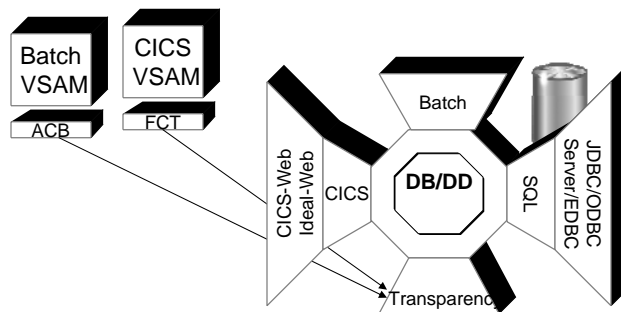 Batch
VSAM
ACB
CICS
VSAM
FCT
Batch
CICS-Web
Ideal-Web
CICS
DB/DD
SQL
JDBC/ODBC
Server/EDBC
Transparency